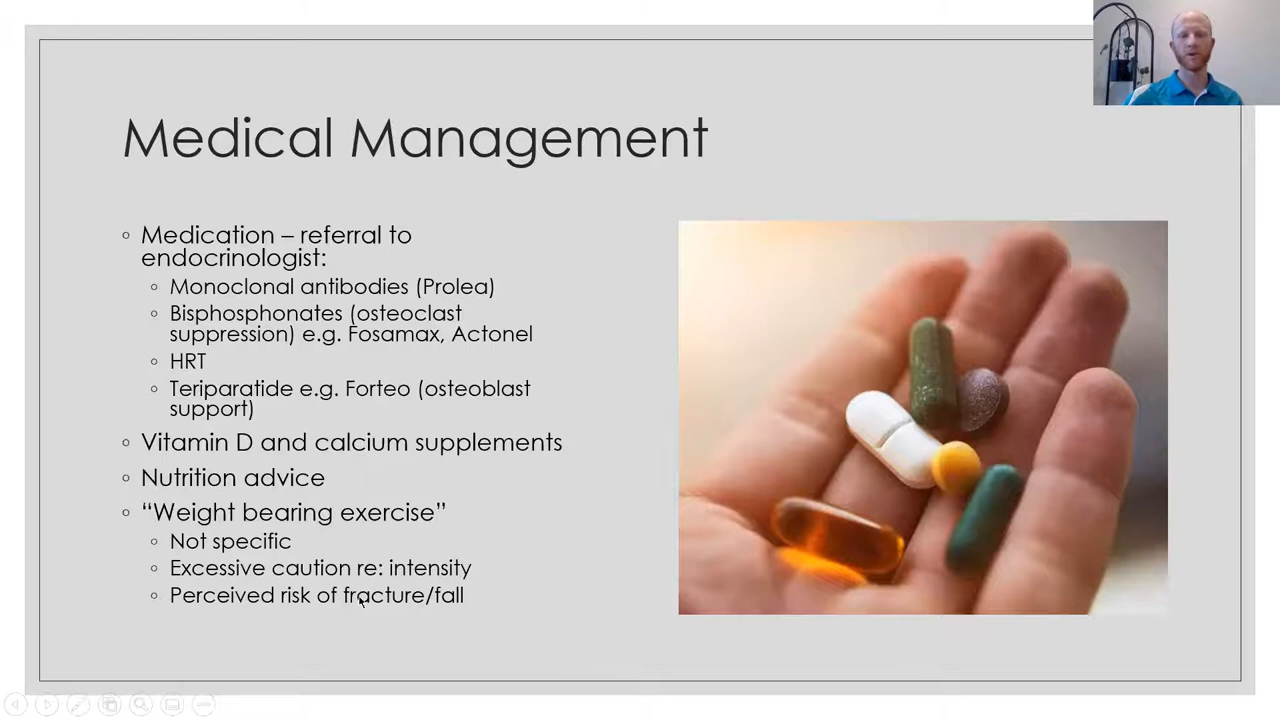 Medical Management
◦ Medication – referral to
endocrinologist:
◦ Monoclonal antibodies (Prolea)
◦ Bisphosphonates (osteoclast
suppression) e.g. Fosamax, Actonel
◦ HRT
◦ Teriparatide e.g. Forteo (osteoblast
support)
◦ Vitamin D and calcium supplements
◦ Nutrition advice
◦ “Weight bearing exercise”
◦ Not specific
◦ Excessive caution re: intensity
◦ Perceived risk of fracture/fall